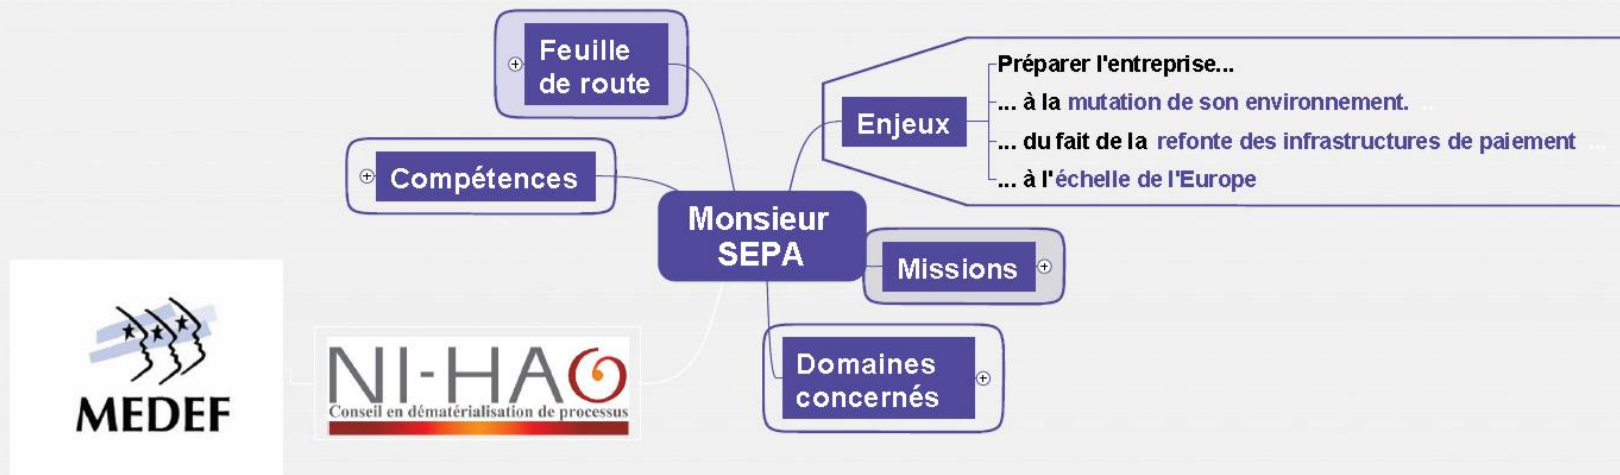 Feuille
de route
Compétences
Monsieur
SEPA
Enjeux
Préparer l'entreprise...
... à la mutation de son environnement. ..
... du fait de la refonte des infrastructures de paiement ...
... à l'échelle de l'Europe
Missions
Domaines
concernés
MEDEF
NI-HAO
Conseil en dématérialisation de processus